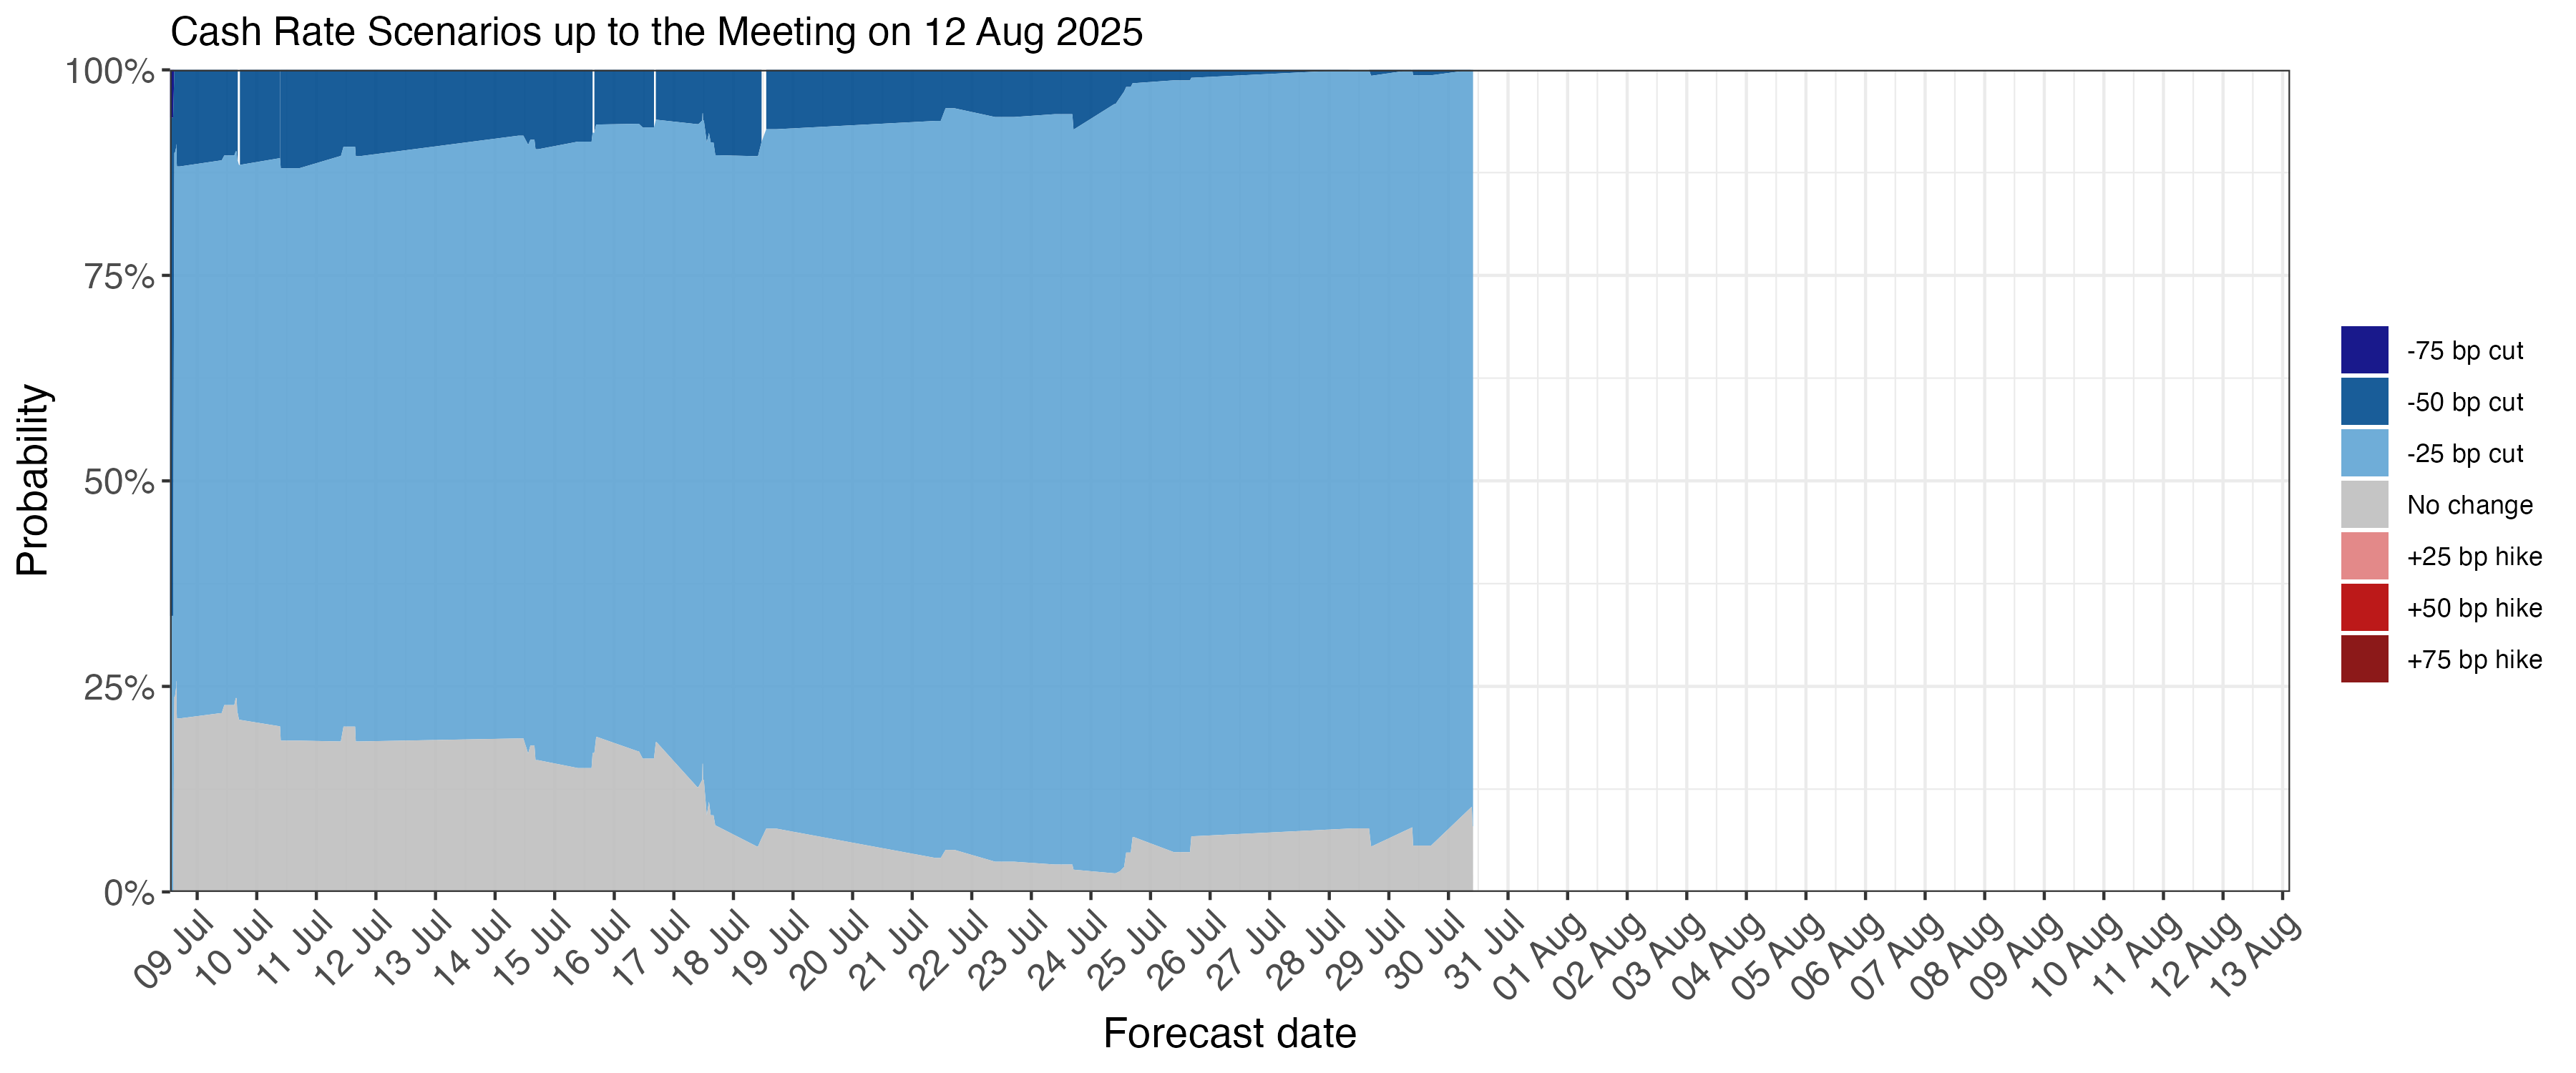 Cash Rate Scenarios up to the Meeting on 12 Aug 2025
100%
75%
50%
25%
0%
Probability
09 Jul
10 Jul
11 Jul
12 Jul
13 Jul
14 Jul
15 Jul
16 Jul
17 Jul
18 Jul
19 Jul
20 Jul
21 Jul
22 Jul
23 Jul
24 Jul
25 Jul
26 Jul
27 Jul
28 Jul
29 Jul
30 Jul
31 Jul
01 Aug
02 Aug
03 Aug
04 Aug
05 Aug
06 Aug
07 Aug
08 Aug
09 Aug
10 Aug
11 Aug
12 Aug
13 Aug
Forecast date
-75 bp cut
-50 bp cut
-25 bp cut
No change
+25 bp hike
+50 bp hike
+75 bp hike